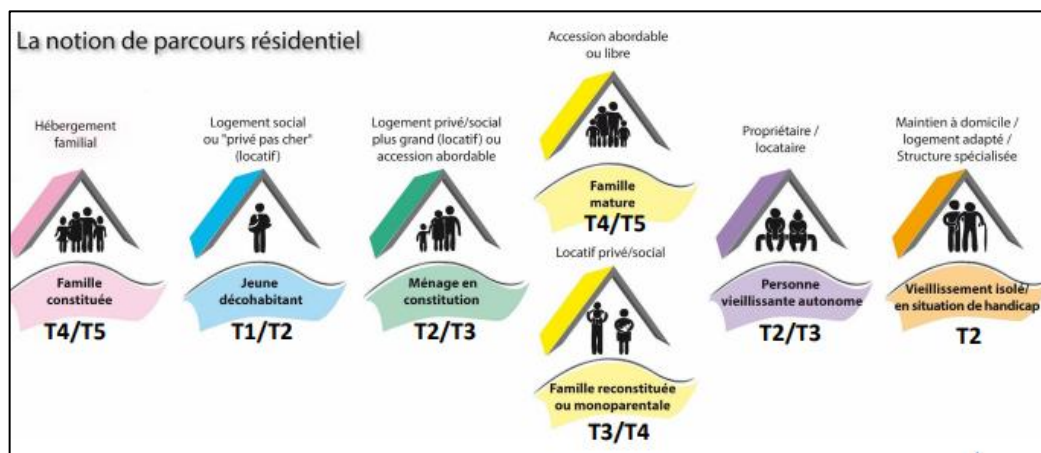 La notion de parcours résidentiel
Hébergement
familial
Famille
constituée
T4/T5
Logement social
ou "privé pas cher"
(locatif)
Jeune
décohabitant
T1/T2
Logement privé/social
plus grand (locatif) ou
accession abordable
Ménage en
constitution
T2/T3
Accession abordable
ou libre
Famille
mature
T4/T5
Locatif privé/social
Famille reconstituée
ou monoparentale
T3/T4
Propriétaire /
locataire
Personne
vieillissante autonome
T2/T3
Maintien à domicile /
logement adapté /
Structure spécialisée
Vieillissement isolé/
en situation de handicap
T2